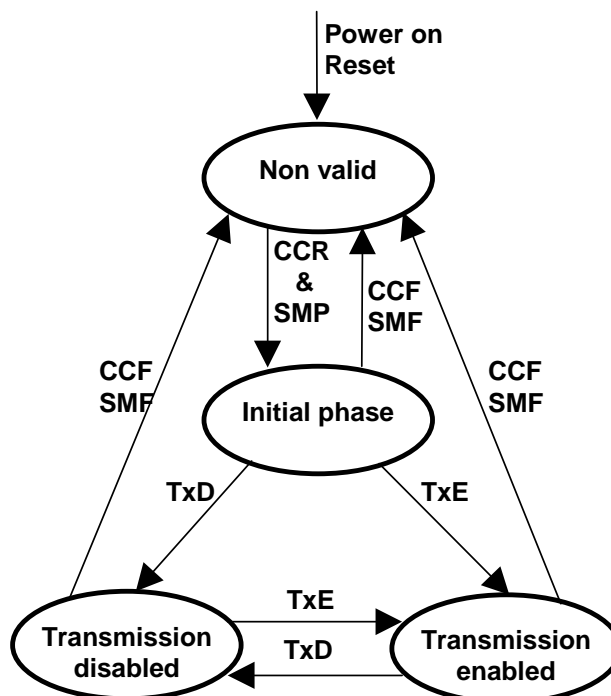 Power on
Reset
Non valid
CCR
&
SMP
CCF
SMF
CCF
SMF
CCF
SMF
Initial phase
TxD
TxE
TxE
Transmission
disabled
TxD
Transmission
enabled